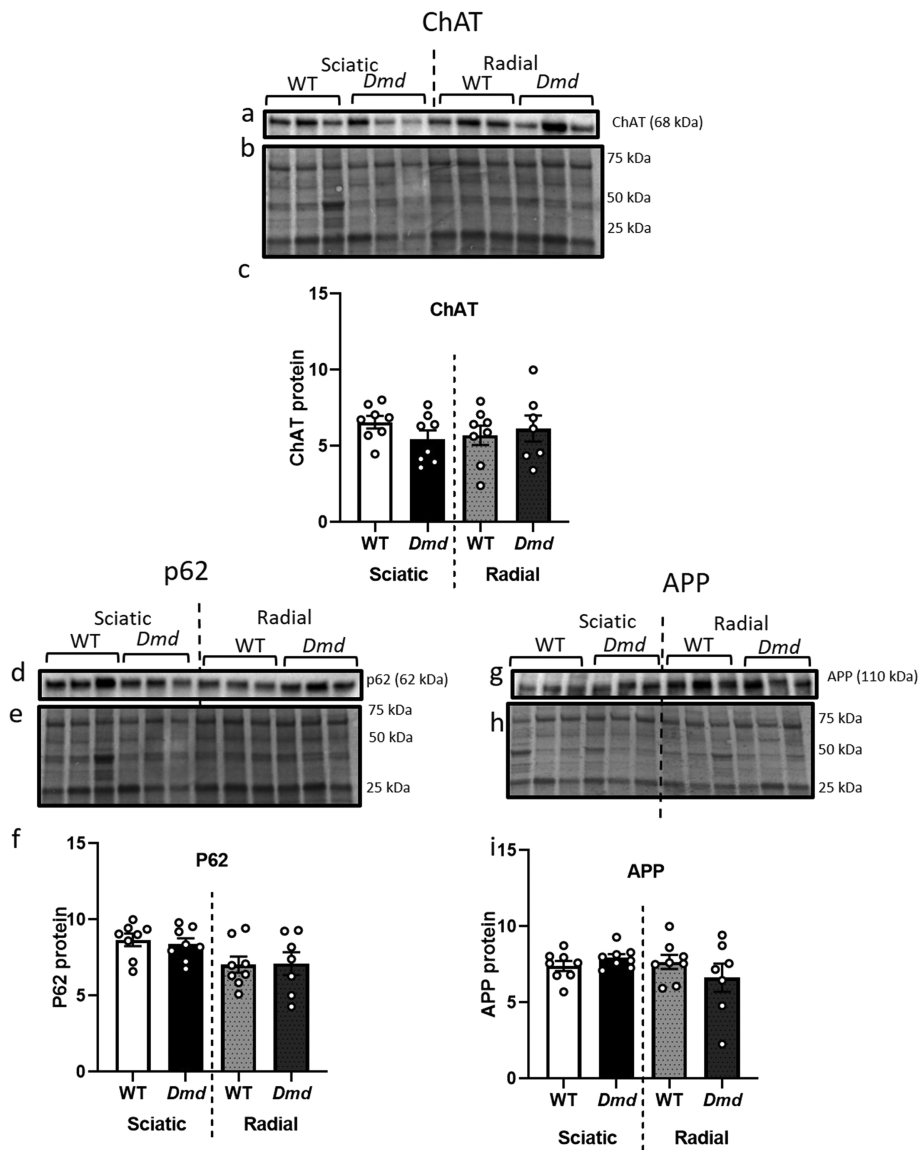 ChAT
Sciatic Radial
WT Dmd WT Dmd
a ChAT (68 kDa)
b 75 kDa
50 kDa
25 kDa
c
15
ChAT
10
ChAT protein
5
0
WT Dmd WT Dmd
Sciatic Radial
p62 APP
Sciatic Radial
WT Dmd WT Dmd
d p62 (62 kDa)
e 75 kDa
50 kDa
25 kDa
Sciatic Radial
WT Dmd WT Dmd
g APP (110 kDa)
h 75 kDa
50 kDa
25 kDa
f
15
P62
10
P62 protein
5
0
WT Dmd WT Dmd
Sciatic Radial
i
15
APP
10
APP protein
5
0
WT Dmd WT Dmd
Sciatic Radial